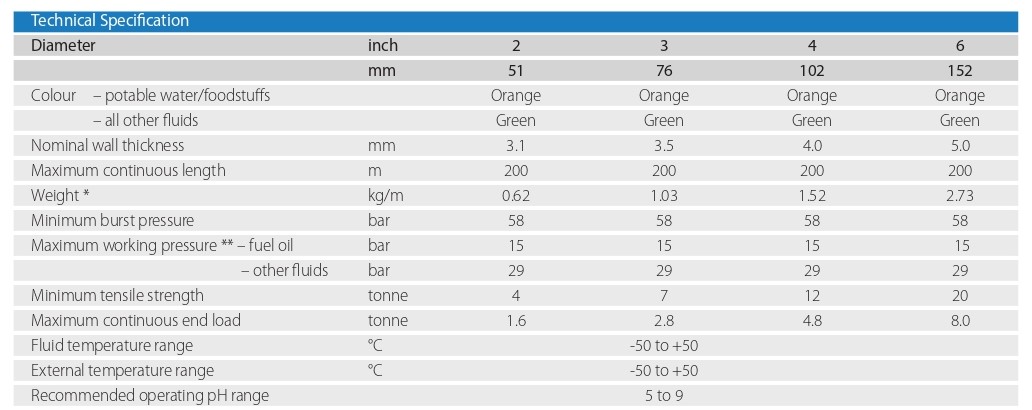 Technical Specification
Diameter inch 2 3 4 6
mm 51 76 102 152
Colour – potable water/foodstuffs Orange Orange Orange Orange
– all other fluids Green Green Green Green
Nominal wall thickness mm 3.1 3.5 4.0 5.0
Maximum continuous length m 200 200 200 200
Weight * kg/m 0.62 1.03 1.52 2.73
Minimum burst pressure bar 58 58 58 58
Maximum working pressure ** – fuel oil bar 15 15 15 15
– other fluids bar 29 29 29 29
Minimum tensile strength tonne 4 7 12 20
Maximum continuous end load tonne 1.6 2.8 4.8 8.0
Fluid temperature range °C -50 to +50
External temperature range °C -50 to +50
Recommended operating pH range 5 to 9